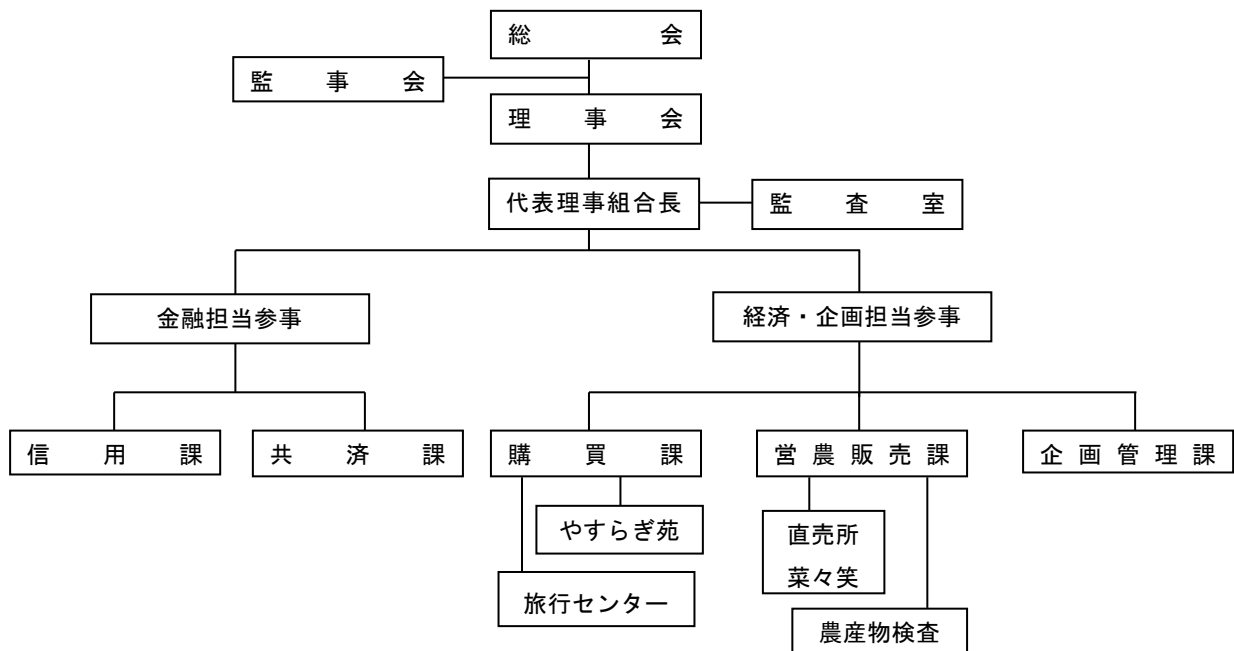 総会
監事会
理事会
代表理事組合長
監査室
金融担当参事
経済・企画担当参事
信用課
共済課
購買課
営農販売課
企画管理課
やすらぎ苑
直売所
菜々笑
旅行センター
農産物検査